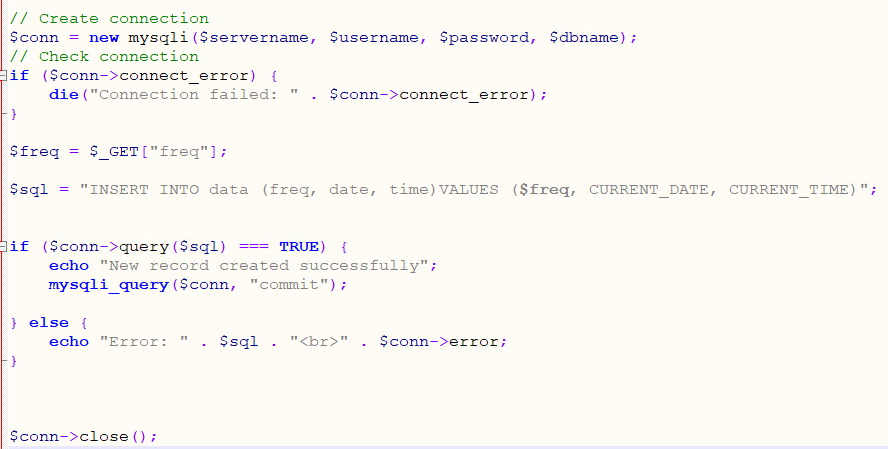 // Create connection
$conn = new mysqli($servername, $username, $password, $dbname);
// Check connection
if ($conn->connect_error) {
    die("Connection failed: " . $conn->connect_error);
}
$freq = $_GET["freq"];
$sql = "INSERT INTO data (freq, date, time)VALUES ($freq, CURRENT_DATE, CURRENT_TIME)";
if ($conn->query($sql) === TRUE) {
    echo "New record created successfully";
    mysqli_query($conn, "commit");
} else {
    echo "Error: " . $sql . "<br>" . $conn->error;
}
$conn->close();